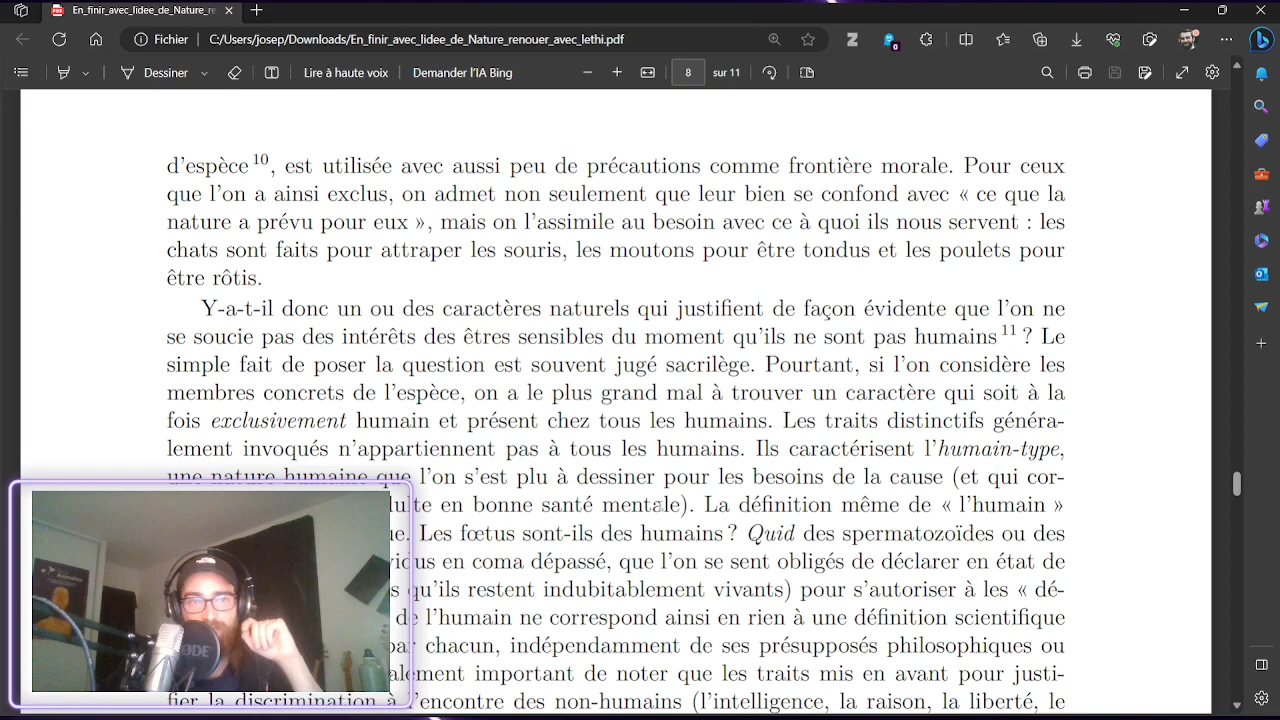 En_finir_avec_lidee_de_Nature_re
Fichier C:/Users/josep/Downloads/En_finir_avec_lidee_de_Nature_renouer_avec_lethi.pdf
Dessiner Lire à haute voix Demander l'IA Bing 8 sur 11
d'espèce 10, est utilisée avec aussi peu de précautions comme frontière morale. Pour ceux
que l'on a ainsi exclus, on admet non seulement que leur bien se confond avec « ce que la
nature a prévu pour eux », mais on l'assimile au besoin avec ce à quoi ils nous servent : les
chats sont faits pour attraper les souris, les moutons pour être tondus et les poulets pour
être rôtis.
Y-a-t-il donc un ou des caractères naturels qui justifient de façon évidente que l'on ne
se soucie pas des intérêts des êtres sensibles du moment qu'ils ne sont pas humains 11 ? Le
simple fait de poser la question est souvent jugé sacrilège. Pourtant, si l'on considère les
membres concrets de l'espèce, on a le plus grand mal à trouver un caractère qui soit à la
fois exclusivement humain et présent chez tous les humains. Les traits distinctifs généra-
lement invoqués n'appartiennent pas à tous les humains. Ils caractérisent l'humain-type,
une nature humaine que l'on s'est plu à dessiner pour les besoins de la cause (et qui cor-
ulte en bonne santé mentale). La définition même de « l'humain »
ue. Les fœtus sont-ils des humains ? Quid des spermatozoïdes ou des
vidus en coma dépassé, que l'on se sent obligés de déclarer en état de
s qu'ils restent indubitablement vivants) pour s'autoriser à les « dé-
de l'humain ne correspond ainsi en rien à une définition scientifique
par chacun, indépendamment de ses présupposés philosophiques ou
alement important de noter que les traits mis en avant pour justi-
fier la discrimination à l'encontre des non-humains (l'intelligence, la raison, la liberté, le
RØDE